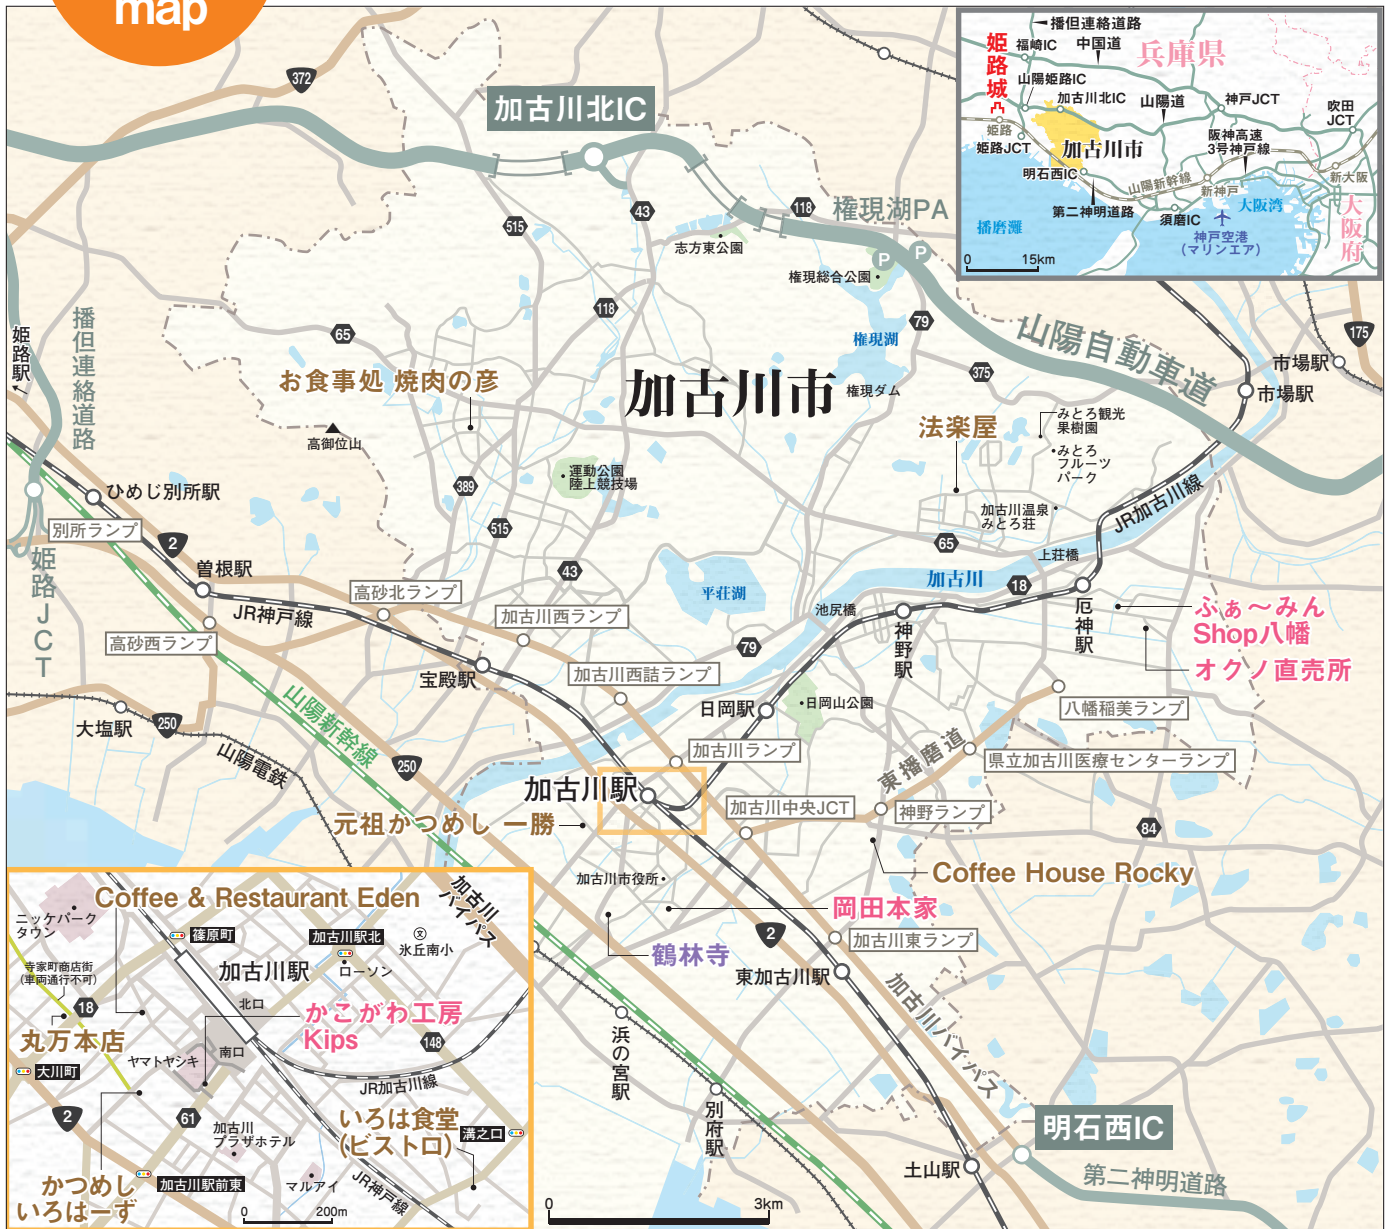 map
播但連絡道路
福崎IC
中国道
兵庫県
姫路城
山陽姫路IC
加古川北IC
山陽道
神戸JCT
吹田
JCT
姫路
姫路JCT
加古川市
阪神高速
3号神戸線
明石西IC
山陽新幹線
新神戸
新大阪
第二神明道路
須磨IC
大阪湾
大阪府
播磨灘
神戸空港
(マリンエア)
0
15km
372
加古川北IC
118
権現湖PA
43
515
志方東公園
P
P
権現総合公園
118
79
権現湖
65
山陽自動車道
175
市場駅
市場駅
姫路駅
播但連絡道路
お食事処 焼肉の彦
加古川市
権現ダム
375
高御位山
法楽屋
みとろ観光
果樹園
みとろ
フルーツ
パーク
運動公園
陸上競技場
389
515
加古川温泉
みとろ荘
JR加古川線
ひめじ別所駅
別所ランプ
2
姫路JCT
曽根駅
65
上荘橋
43
高砂北ランプ
平荘湖
加古川
18
JR神戸線
加古川西ランプ
池尻橋
神野駅
厄神駅
ふぁ～みん
Shop八幡
高砂西ランプ
79
オクノ直売所
宝殿駅
加古川西詰ランプ
日岡駅
日岡山公園
八幡稲美ランプ
大塩駅
250
山陽新幹線
山陽電鉄
250
加古川ランプ
東播磨道
県立加古川医療センターランプ
加古川駅
加古川中央JCT
神野ランプ
元祖かつめし 一勝
84
Coffee House Rocky
加古川市役所
岡田本家
2
加古川東ランプ
鶴林寺
東加古川駅
加古川バイパス
浜の宮駅
別府駅
明石西IC
土山駅
第二神明道路
0
3km
Coffee & Restaurant Eden
加古川
バイパス
ニッケパーク
タウン
篠原町
加古川駅北
氷丘南小
文
ローソン
寺家町商店街
(車両通行不可)
加古川駅
北口
かこがわ工房
Kips
18
丸万本店
148
ヤマトヤシキ
南口
大川町
JR加古川線
2
61
加古川
プラザホテル
いろは食堂
(ビストロ)
溝之口
かつめし
いろはーず
加古川駅前東
マルアイ
JR神戸線
0
200m